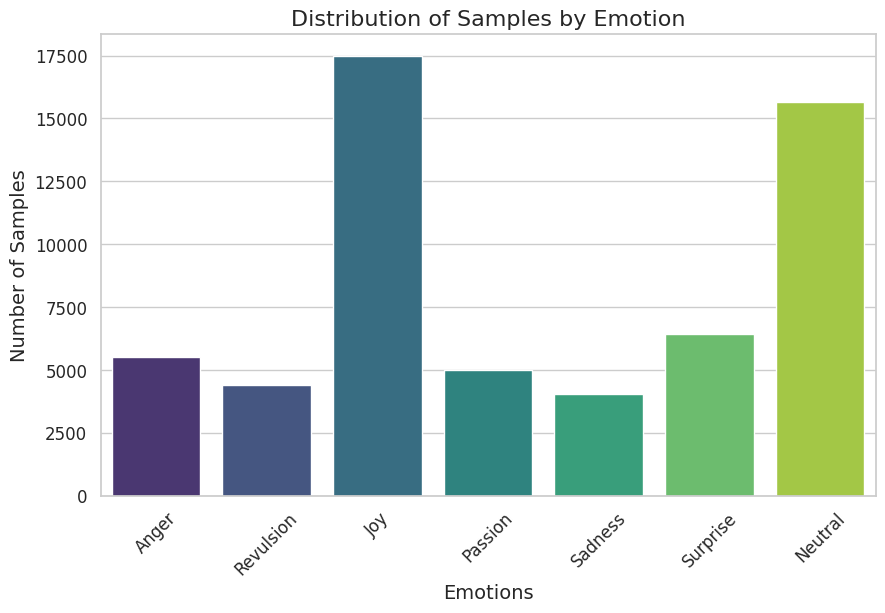 Distribution of Samples by Emotion
Number of Samples
17500
15000
12500
10000
7500
5000
2500
0
Anger
Revulsion
Joy
Passion
Sadness
Surprise
Neutral
Emotions